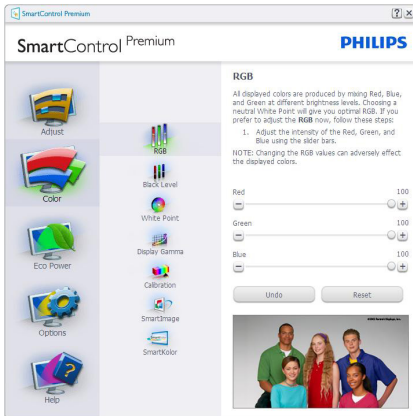 SmartControl Premium
SmartControl Premium
PHILIPS
Adjust
Color
Eco Power
Options
Help
RGB
Black Level
White Point
Display Gamma
Calibration
SmartImage
SmartKolor
RGB
All displayed colors are produced by mixing Red, Blue,
and Green at different brightness levels. Choosing a
neutral White Point will give you optimal RGB. If you
prefer to adjust the RGB now, follow these steps:
1. Adjust the intensity of the Red, Green, and
Blue using the slider bars.
NOTE: Changing the RGB values can adversely effect
the displayed colors.
Red 100
Green 100
Blue 100
Undo Reset